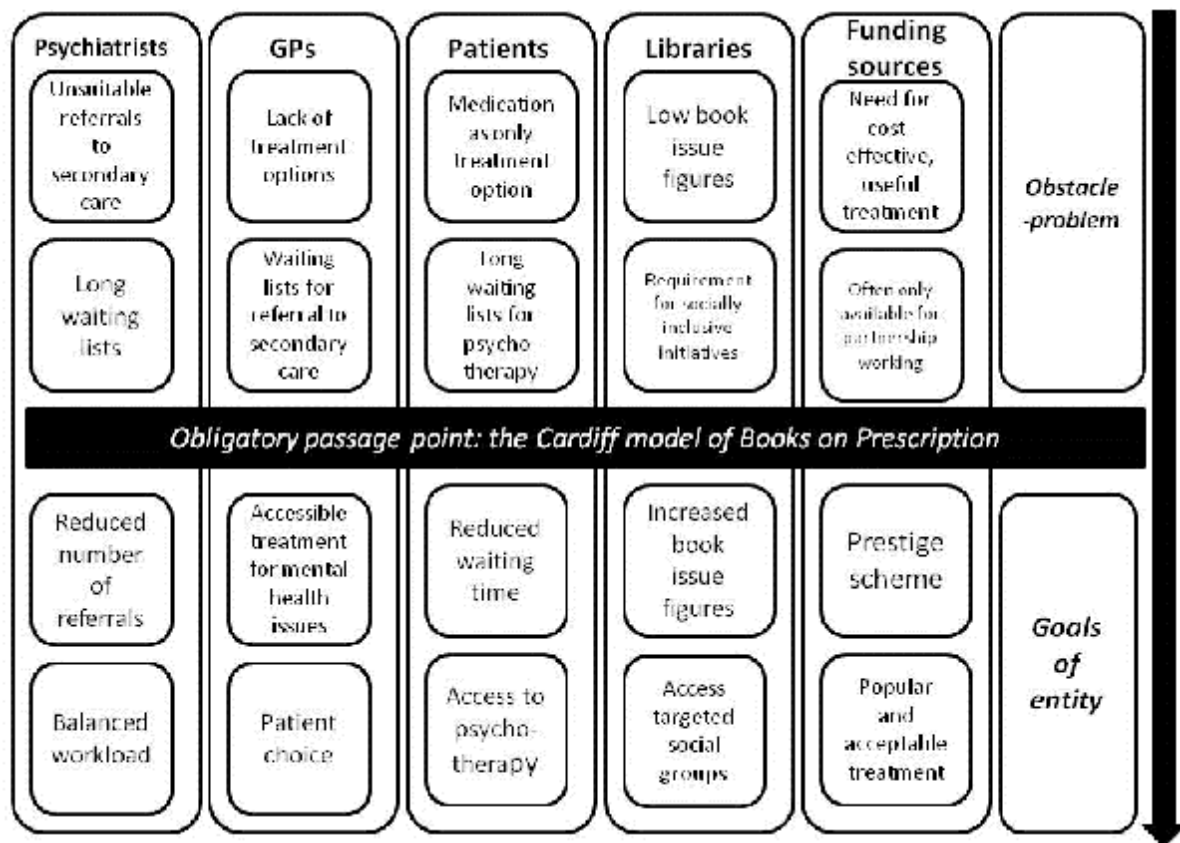 Psychiatrists
Unsuitable
referrals
to
secondary
care
Long
waiting
lists
GPs
Lack of
treatment
options
Waiting
lists for
referral to
secondary
care
Patients
Medication
as only
treatment
option
Long
waiting
lists for
psycho-
therapy
Libraries
Low book
issue
figures
Requirement
for socially
inclusive
initiatives
Funding
sources
Need for
cost
effective,
useful
treatment
Often only
available for
partnership
working
Obstacle
-problem
Obligatory passage point: the Cardiff model of Books on Prescription
Reduced
number
of
referrals
Balanced
workload
Accessible
treatment
for mental
health
issues
Patient
choice
Reduced
waiting
time
Access to
psycho-
therapy
Increased
book
issue
figures
Access
targeted
social
groups
Prestige
scheme
Popular
and
acceptable
treatment
Goals
of
entity